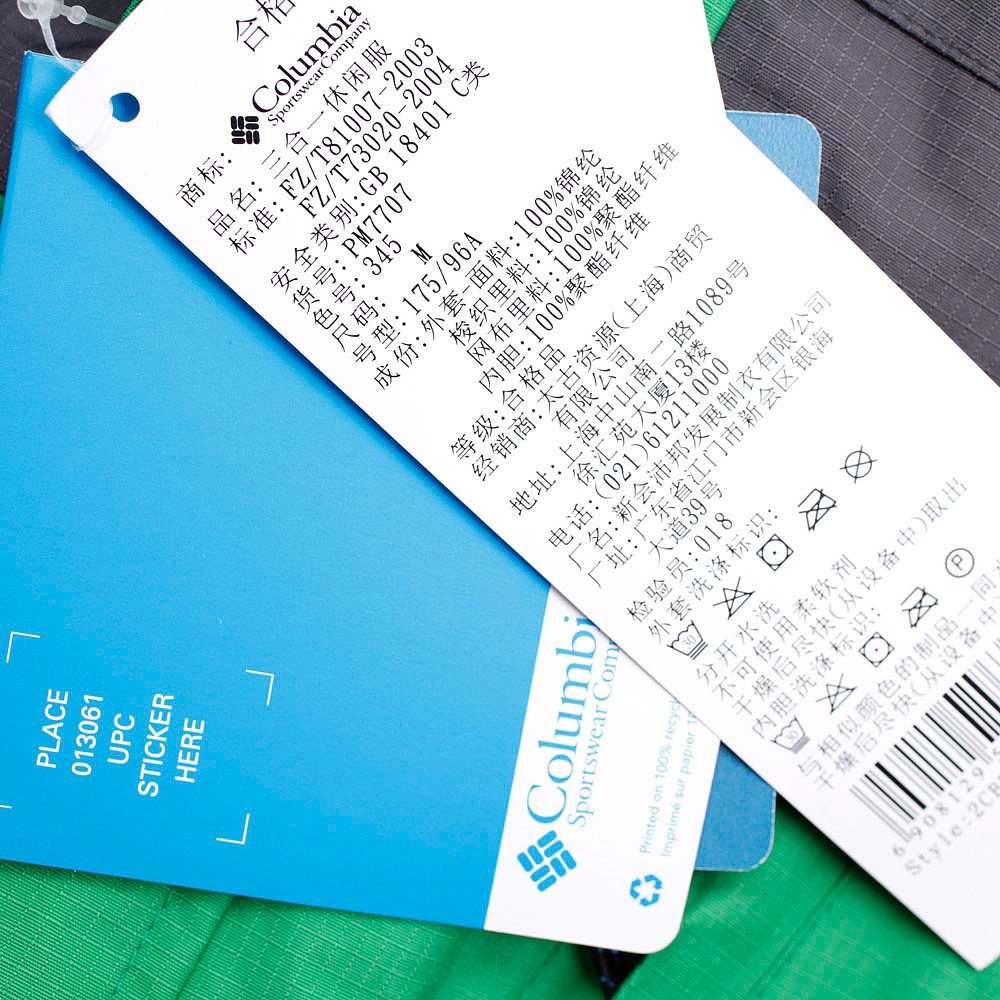 合格
商标: Columbia
Sportswear Company
品名: 三合一休闲服
标准: FZ/T81007-2003
FZ/T73020-2004
安全类别:GB 18401 C类
货号: PM7707
色号: 345
尺码: M
号型: 175/96A
成份: 外套-面料: 100%锦纶
梭织里料: 100%锦纶
网布里料: 100%聚酯纤维
内胆: 100%聚酯纤维
等级: 合格品
经销商: 太古资源(上海)商贸
有限公司
地址: 上海中山南二路1089号
徐汇苑大厦13楼
电话: (021)61211000
厂名: 新会沛邦发展制衣有限公司
厂址: 广东省江门市新会区银海
大道39号
检验员: 018
外套洗涤标识:
30
分开水洗
不可使用柔软剂
干燥后尽快(从设备中)取出
内胆洗涤标识:
30
P
与相似颜色的制品一同
干燥后尽快(从设备中
6 908129
Style:2CB
PLACE
013061
UPC
STICKER
HERE
Columbi
Sportswear Com
Printed on 100%
Imprimé sur papier